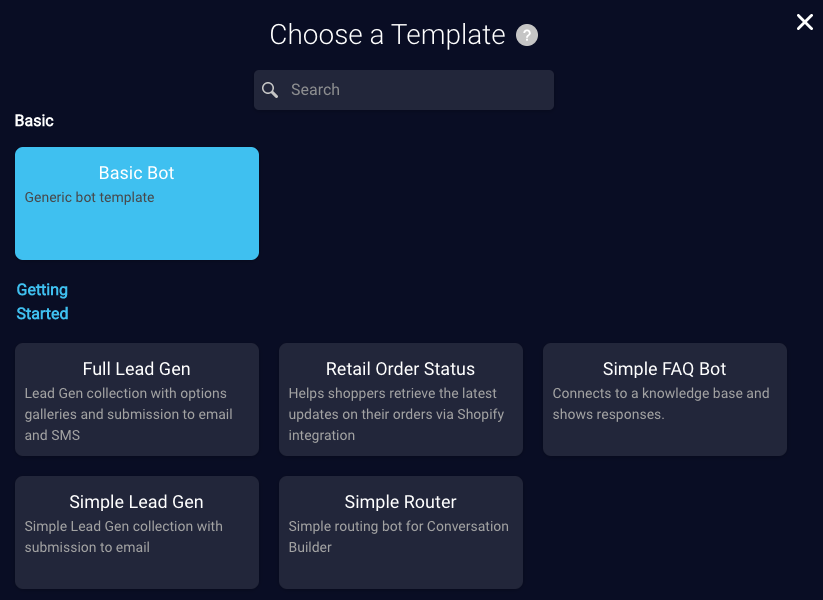 Choose a Template ?
Search
Basic
Basic Bot
Generic bot template
Getting
Started
Full Lead Gen
Lead Gen collection with options
galleries and submission to email
and SMS
Retail Order Status
Helps shoppers retrieve the latest
updates on their orders via Shopify
integration
Simple FAQ Bot
Connects to a knowledge base and
shows responses.
Simple Lead Gen
Simple Lead Gen collection with
submission to email
Simple Router
Simple routing bot for Conversation
Builder